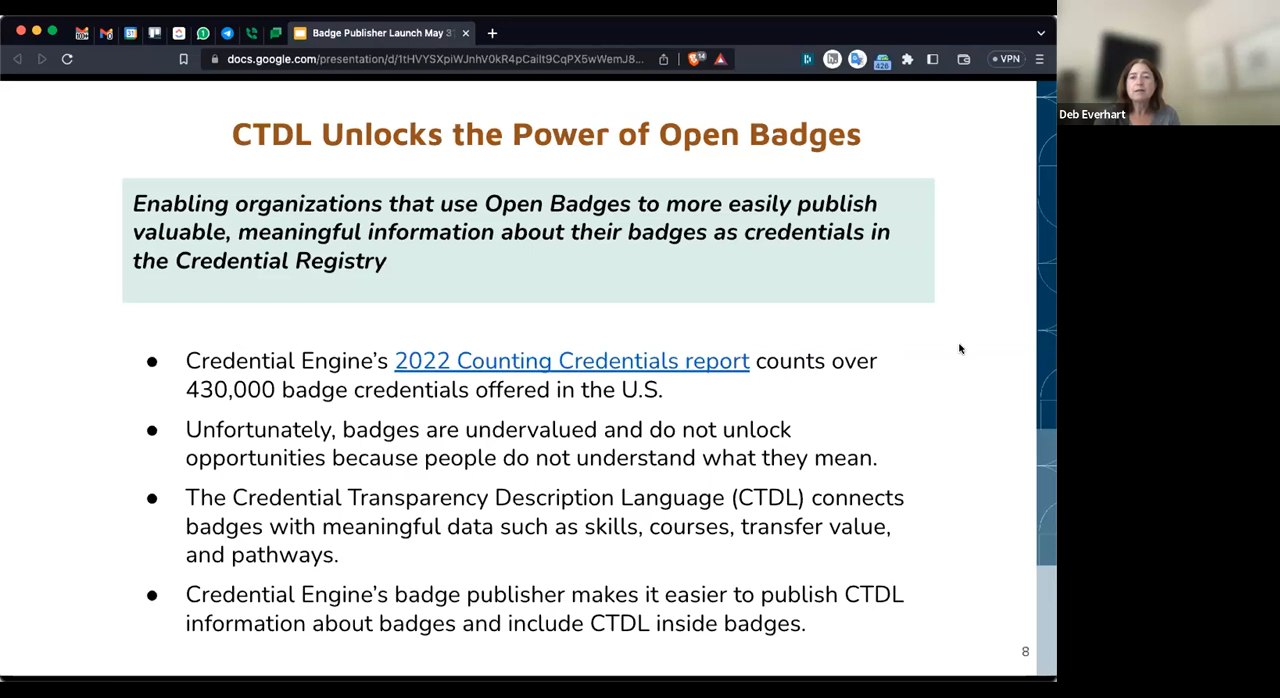 Badge Publisher Launch May 3
docs.google.com/presentation/d/1tHVYSXpiWJnhV0kR4pCailt9CqPX5wWemJ8...
14
426
VPN
Deb Everhart
CTDL Unlocks the Power of Open Badges
Enabling organizations that use Open Badges to more easily publish
valuable, meaningful information about their badges as credentials in
the Credential Registry
● Credential Engine's 2022 Counting Credentials report counts over
430,000 badge credentials offered in the U.S.
● Unfortunately, badges are undervalued and do not unlock
opportunities because people do not understand what they mean.
● The Credential Transparency Description Language (CTDL) connects
badges with meaningful data such as skills, courses, transfer value,
and pathways.
● Credential Engine's badge publisher makes it easier to publish CTDL
information about badges and include CTDL inside badges.
8